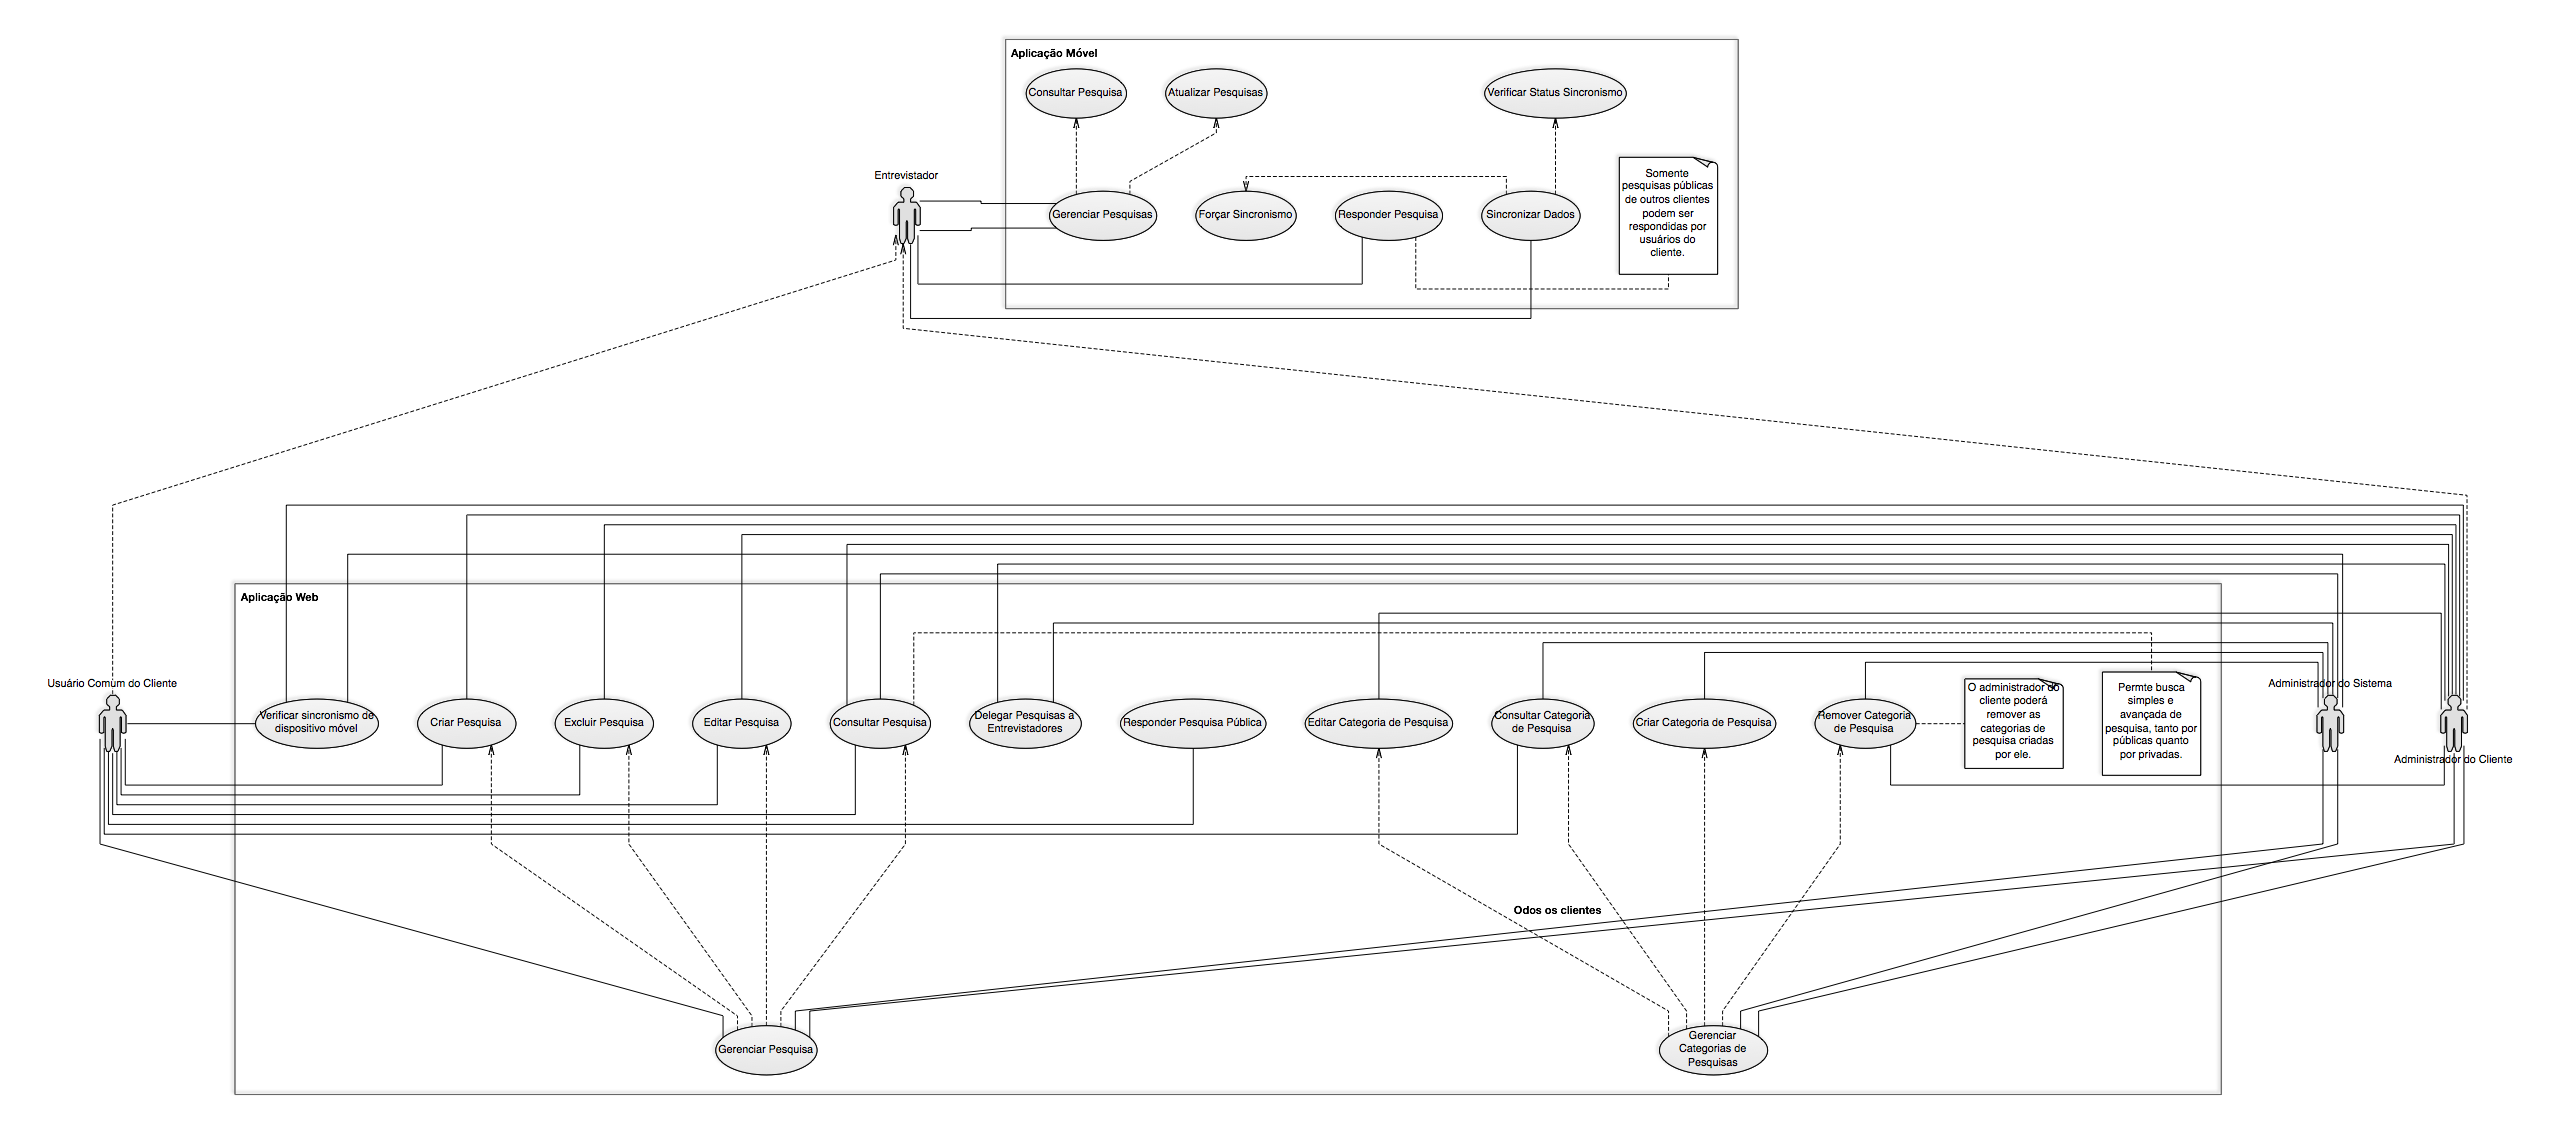 Aplicação Móvel
Consultar Pesquisa
Atualizar Pesquisas
Verificar Status Sincronismo
Entrevistador
Gerenciar Pesquisas
Forçar Sincronismo
Responder Pesquisa
Sincronizar Dados
Somente
pesquisas públicas
de outros clientes
podem ser
respondidas por
usuários do
cliente.
Aplicação Web
Usuário Comum do Cliente
Verificar sincronismo de
dispositivo móvel
Criar Pesquisa
Excluir Pesquisa
Editar Pesquisa
Consultar Pesquisa
Delegar Pesquisas a
Entrevistadores
Responder Pesquisa Pública
Editar Categoria de Pesquisa
Consultar Categoria
de Pesquisa
Criar Categoria de Pesquisa
Remover Categoria
de Pesquisa
O administrador do
cliente poderá
remover as
categorias de
pesquisa criadas
por ele.
Permte busca
simples e
avançada de
pesquisa, tanto por
públicas quanto
por privadas.
Administrador do Sistema
Administrador do Cliente
Odos os clientes
Gerenciar Pesquisa
Gerenciar
Categorias de
Pesquisas